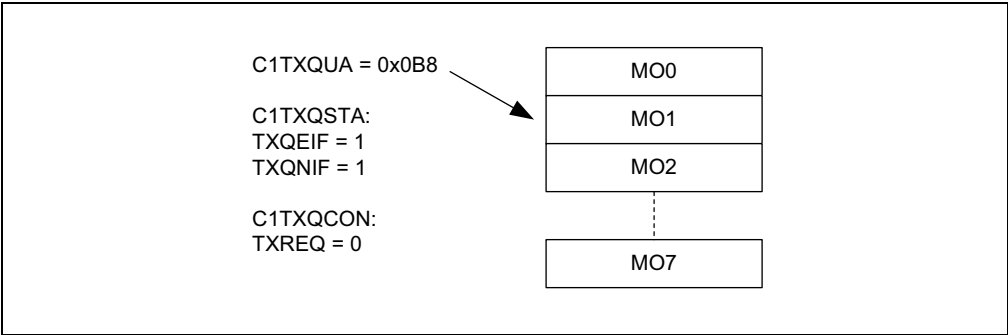 C1TXQUA = 0x0B8
C1TXQSTA:
TXQEIF = 1
TXQNIF = 1
C1TXQCON:
TXREQ = 0
MO0
MO1
MO2
MO7